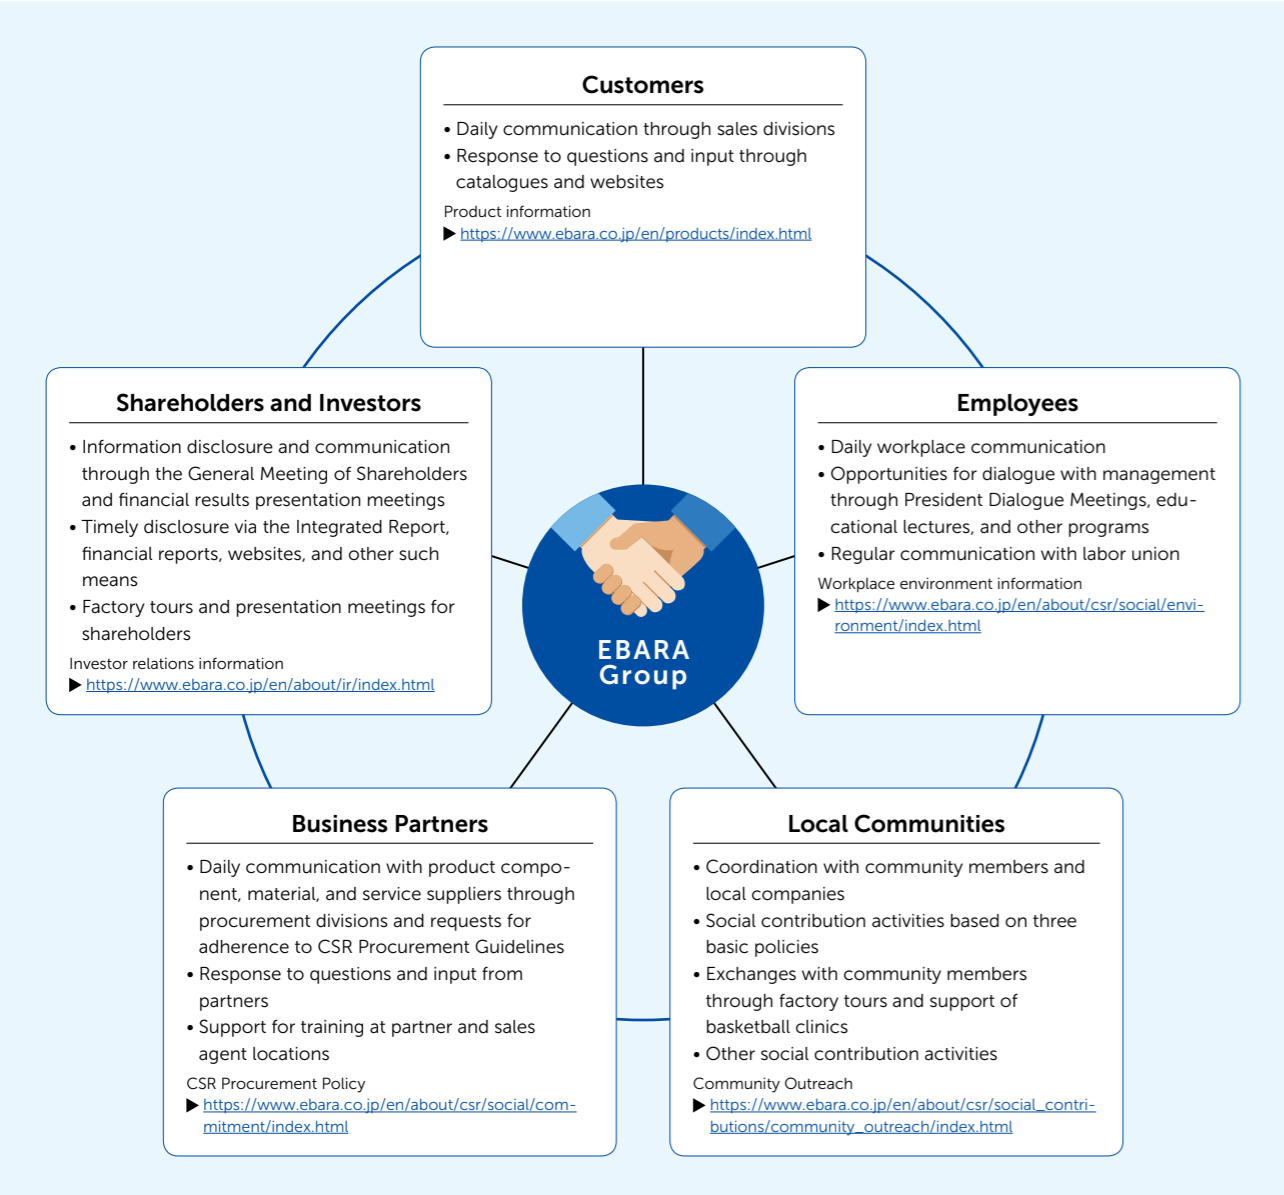 Customers
• Daily communication through sales divisions
• Response to questions and input through
catalogues and websites
Product information
▶ https://www.ebara.co.jp/en/products/index.html
Shareholders and Investors
• Information disclosure and communication
through the General Meeting of Shareholders
and financial results presentation meetings
• Timely disclosure via the Integrated Report,
financial reports, websites, and other such
means
• Factory tours and presentation meetings for
shareholders
Investor relations information
▶ https://www.ebara.co.jp/en/about/ir/index.html
Employees
• Daily workplace communication
• Opportunities for dialogue with management
through President Dialogue Meetings, edu-
cational lectures, and other programs
• Regular communication with labor union
Workplace environment information
▶ https://www.ebara.co.jp/en/about/csr/social/envi-
ronment/index.html
EBARA
Group
Business Partners
• Daily communication with product compo-
nent, material, and service suppliers through
procurement divisions and requests for
adherence to CSR Procurement Guidelines
• Response to questions and input from
partners
• Support for training at partner and sales
agent locations
CSR Procurement Policy
▶ https://www.ebara.co.jp/en/about/csr/social/com-
mitment/index.html
Local Communities
• Coordination with community members and
local companies
• Social contribution activities based on three
basic policies
• Exchanges with community members
through factory tours and support of
basketball clinics
• Other social contribution activities
Community Outreach
▶ https://www.ebara.co.jp/en/about/csr/social_contri-
butions/community_outreach/index.html